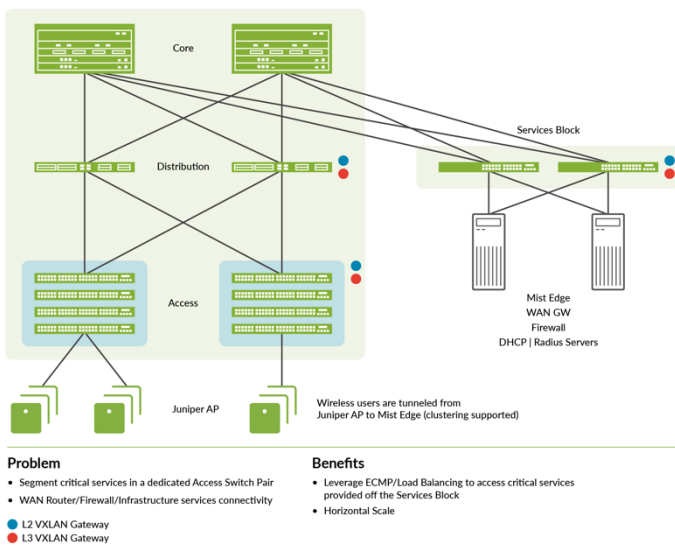 Core
Services Block
Distribution
Access
Mist Edge
WAN GW
Firewall
DHCP | Radius Servers
Juniper AP
Wireless users are tunneled from
Juniper AP to Mist Edge (clustering supported)
Problem
• Segment critical services in a dedicated Access Switch Pair
• WAN Router/Firewall/Infrastructure services connectivity
L2 VXLAN Gateway
L3 VXLAN Gateway
Benefits
• Leverage ECMP/Load Balancing to access critical services
provided off the Services Block
• Horizontal Scale